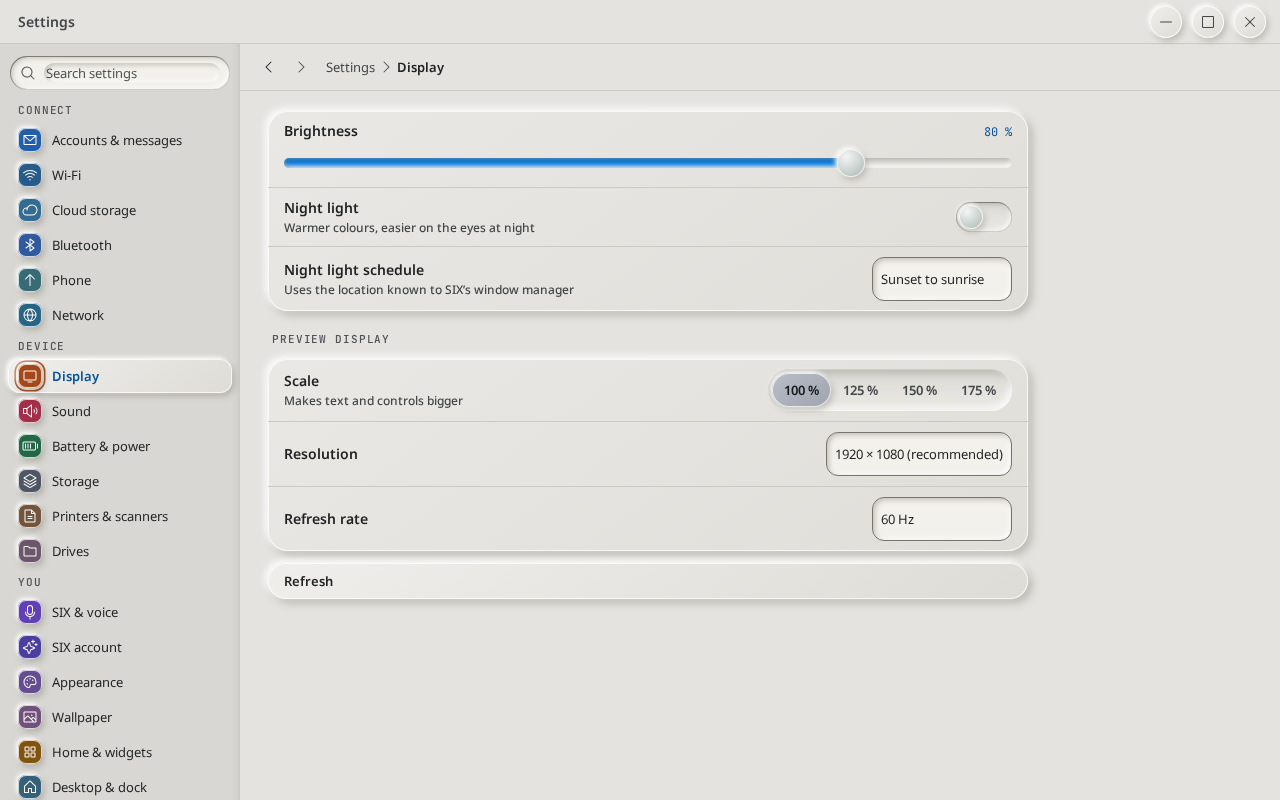 Settings
Search settings
CONNECT
Accounts & messages
Wi-Fi
Cloud storage
Bluetooth
Phone
Network
DEVICE
Display
Sound
Battery & power
Storage
Printers & scanners
Drives
YOU
SIX & voice
SIX account
Appearance
Wallpaper
Home & widgets
Desktop & dock
Settings Display
Brightness 80 %
Night light
Warmer colours, easier on the eyes at night
Night light schedule
Uses the location known to SIX's window manager
Sunset to sunrise
PREVIEW DISPLAY
Scale
Makes text and controls bigger
100 % 125 % 150 % 175 %
Resolution 1920 × 1080 (recommended)
Refresh rate 60 Hz
Refresh